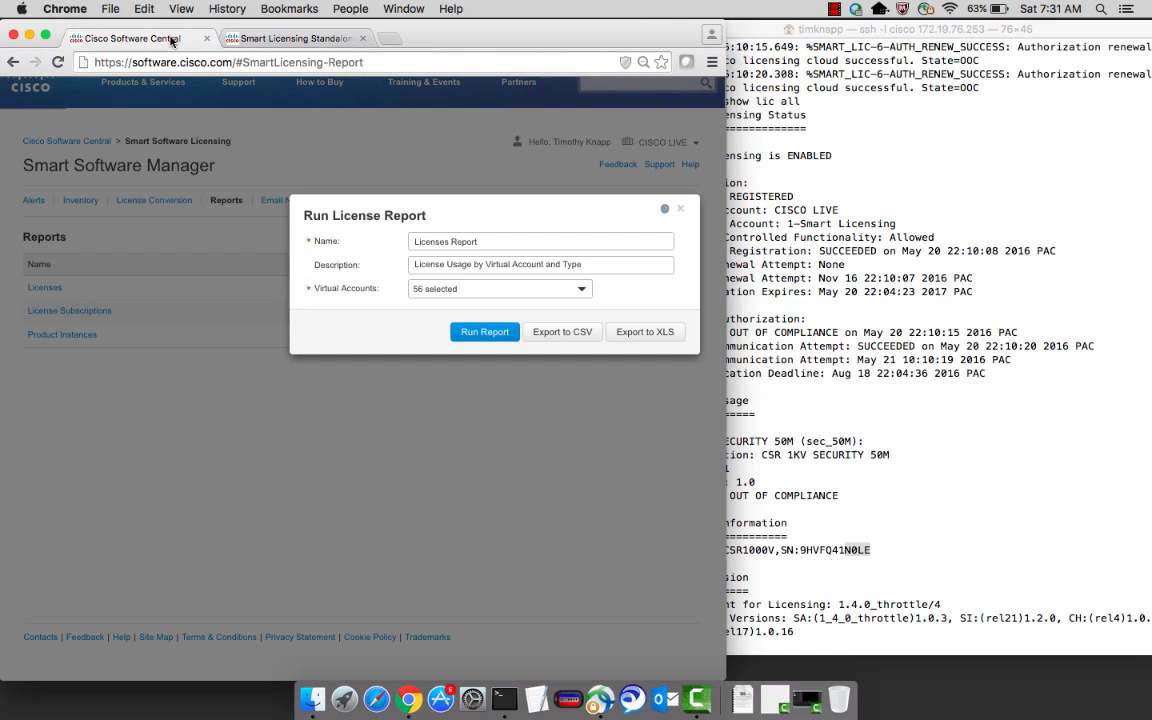 Chrome File Edit View History Bookmarks People Window Help
63% Sat 7:31 AM
Cisco Software Central
Smart Licensing Standalon
timknapp — ssh -l cisco 172.19.76.253 — 76×45
https://software.cisco.com/#SmartLicensing-Report
CISCO
Products & Services Support How to Buy Training & Events Partners
Cisco Software Central > Smart Software Licensing
Hello, Timothy Knapp CISCO LIVE
Smart Software Manager
Feedback Support Help
Alerts Inventory License Conversion Reports Email N
Reports
Name
Licenses
License Subscriptions
Product Instances
Run License Report
* Name: Licenses Report
Description: License Usage by Virtual Account and Type
* Virtual Accounts: 56 selected
Run Report Export to CSV Export to XLS
Contacts | Feedback | Help | Site Map | Terms & Conditions | Privacy Statement | Cookie Policy | Trademarks
:10:15.649: %SMART_LIC-6-AUTH_RENEW_SUCCESS: Authorization renewal
co licensing cloud successful. State=OOC
:10:20.308: %SMART_LIC-6-AUTH_RENEW_SUCCESS: Authorization renewal
co licensing cloud successful. State=OOC
how lic all
ensing Status
=============
ensing is ENABLED
ion:
REGISTERED
ccount: CISCO LIVE
count: 1-Smart Licensing
Controlled Functionality: Allowed
Registration: SUCCEEDED on May 20 22:10:08 2016 PAC
newal Attempt: None
newal Attempt: Nov 16 22:10:07 2016 PAC
ation Expires: May 20 22:04:23 2017 PAC
uthorization:
OUT OF COMPLIANCE on May 20 22:10:15 2016 PAC
munication Attempt: SUCCEEDED on May 20 22:10:20 2016 PAC
munication Attempt: May 21 10:10:19 2016 PAC
cation Deadline: Aug 18 22:04:36 2016 PAC
sage
=====
ECURITY 50M (sec_50M):
tion: CSR 1KV SECURITY 50M
1
: 1.0
OUT OF COMPLIANCE
nformation
==========
CSR1000V,SN:9HVFQ41N0LE
sion
====
nt for Licensing: 1.4.0_throttle/4
Versions: SA:(1_4_0_throttle)1.0.3, SI:(rel21)1.2.0, CH:(rel4)1.0.
rel17)1.0.16
5